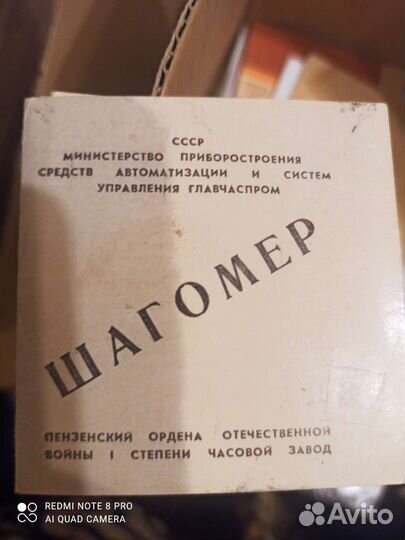 СССР
МИНИСТЕРСТВО ПРИБОРОСТРОЕНИЯ
СРЕДСТВ АВТОМАТИЗАЦИИ И СИСТЕМ
УПРАВЛЕНИЯ ГЛАВЧАСПРОМ
ШАГОМЕР
ПЕНЗЕНСКИЙ ОРДЕНА ОТЕЧЕСТВЕННОЙ
ВОЙНЫ I СТЕПЕНИ ЧАСОВОЙ ЗАВОД
REDMI NOTE 8 PRO
AI QUAD CAMERA
Avito